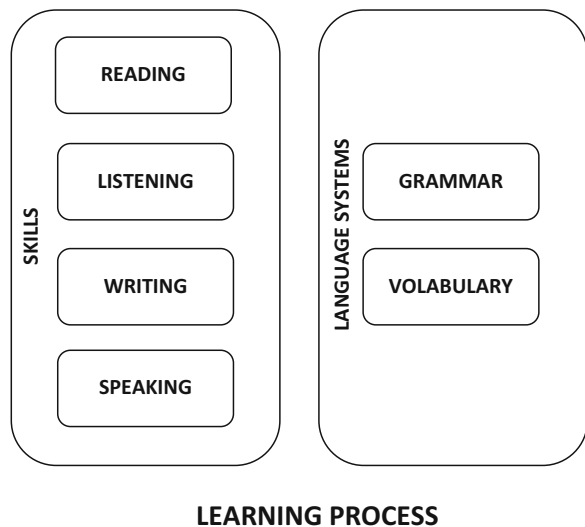 SKILLS
READING
LISTENING
WRITING
SPEAKING
LANGUAGE SYSTEMS
GRAMMAR
VOLABULARY
LEARNING PROCESS